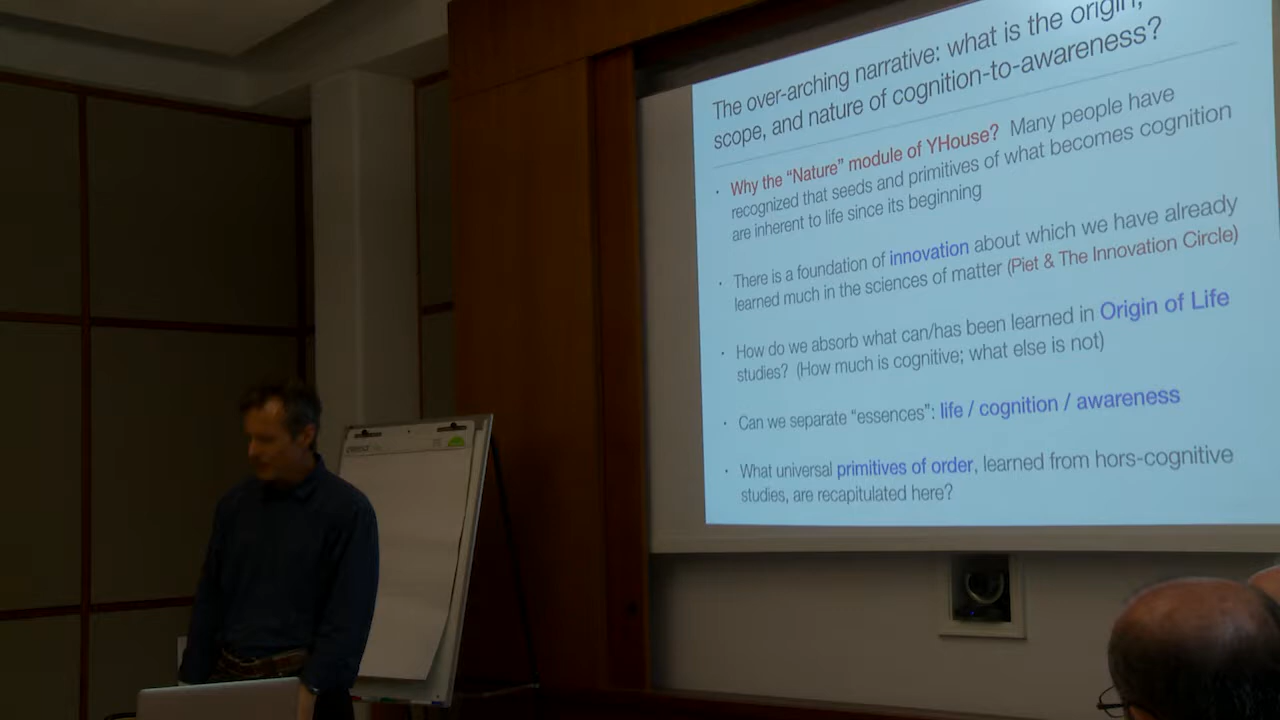 The over-arching narrative: what is the origin,
scope, and nature of cognition-to-awareness?
· Why the “Nature” module of YHouse? Many people have
recognized that seeds and primitives of what becomes cognition
are inherent to life since its beginning
· There is a foundation of innovation about which we have already
learned much in the sciences of matter (Piet & The Innovation Circle)
· How do we absorb what can/has been learned in Origin of Life
studies? (How much is cognitive; what else is not)
· Can we separate “essences”: life / cognition / awareness
· What universal primitives of order, learned from hors-cognitive
studies, are recapitulated here?